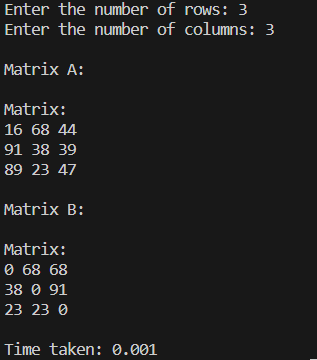 Enter the number of rows: 3
Enter the number of columns: 3
Matrix A:
Matrix:
16 68 44
91 38 39
89 23 47
Matrix B:
Matrix:
0 68 68
38 0 91
23 23 0
Time taken: 0.001